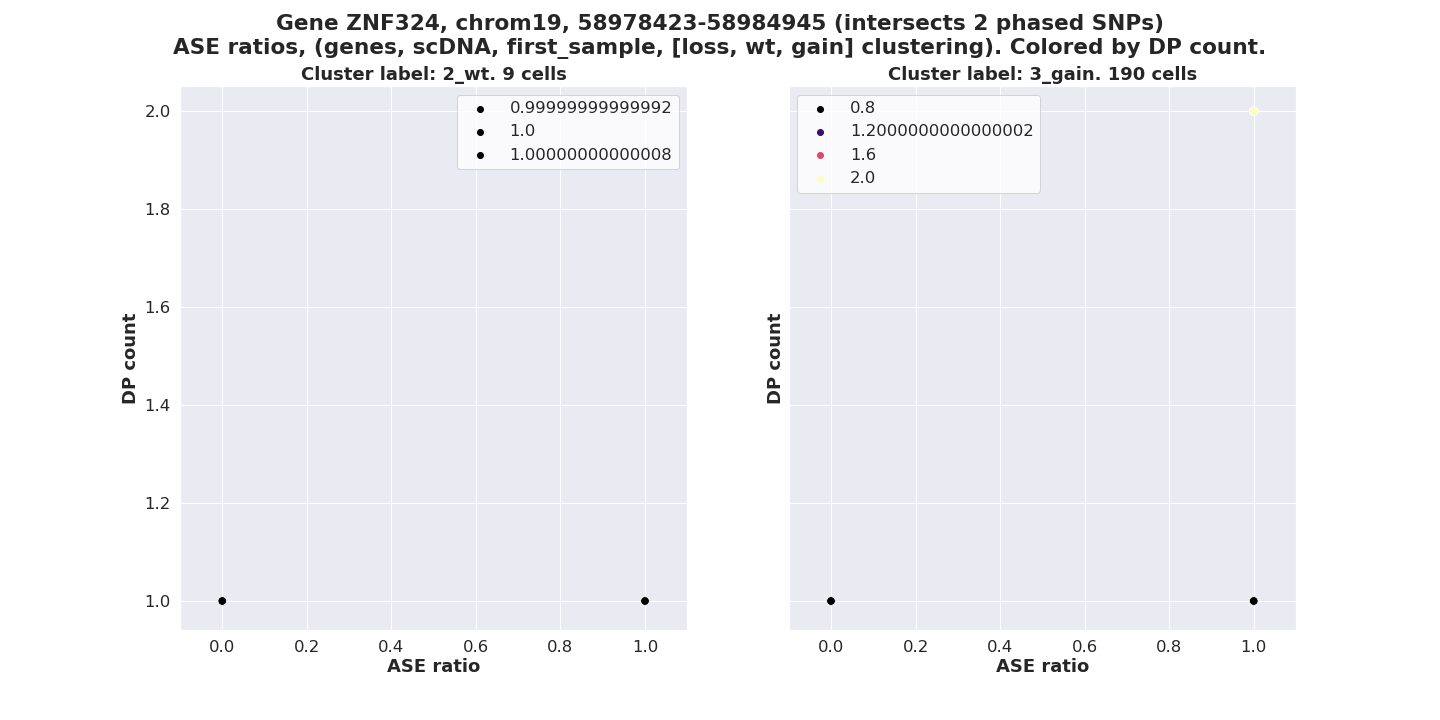 Gene ZNF324, chrom19, 58978423-58984945 (intersects 2 phased SNPs)
ASE ratios, (genes, scDNA, first_sample, [loss, wt, gain] clustering). Colored by DP count.
Cluster label: 2_wt. 9 cells
0.99999999999992
1.0
1.00000000000008
2.0
1.8
1.6
1.4
1.2
1.0
DP count
0.0 0.2 0.4 0.6 0.8 1.0
ASE ratio
Cluster label: 3_gain. 190 cells
0.8
1.2000000000000002
1.6
2.0
DP count
0.0 0.2 0.4 0.6 0.8 1.0
ASE ratio